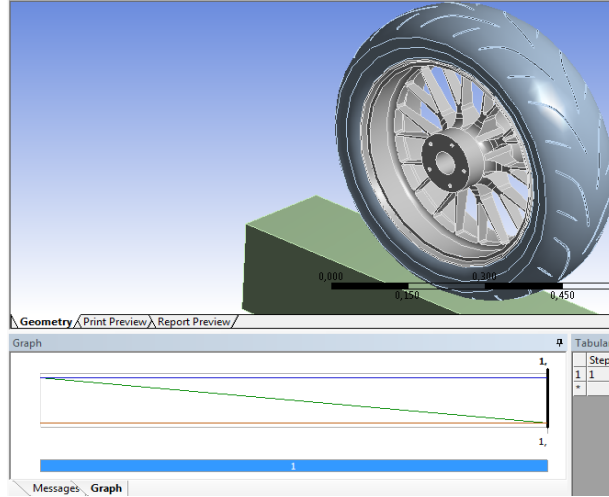 0,000 0,300
0,150 0,450
Geometry Print Preview Report Preview
Graph
1,
1,
1
Messages Graph
Tabular
Step
1 1
*